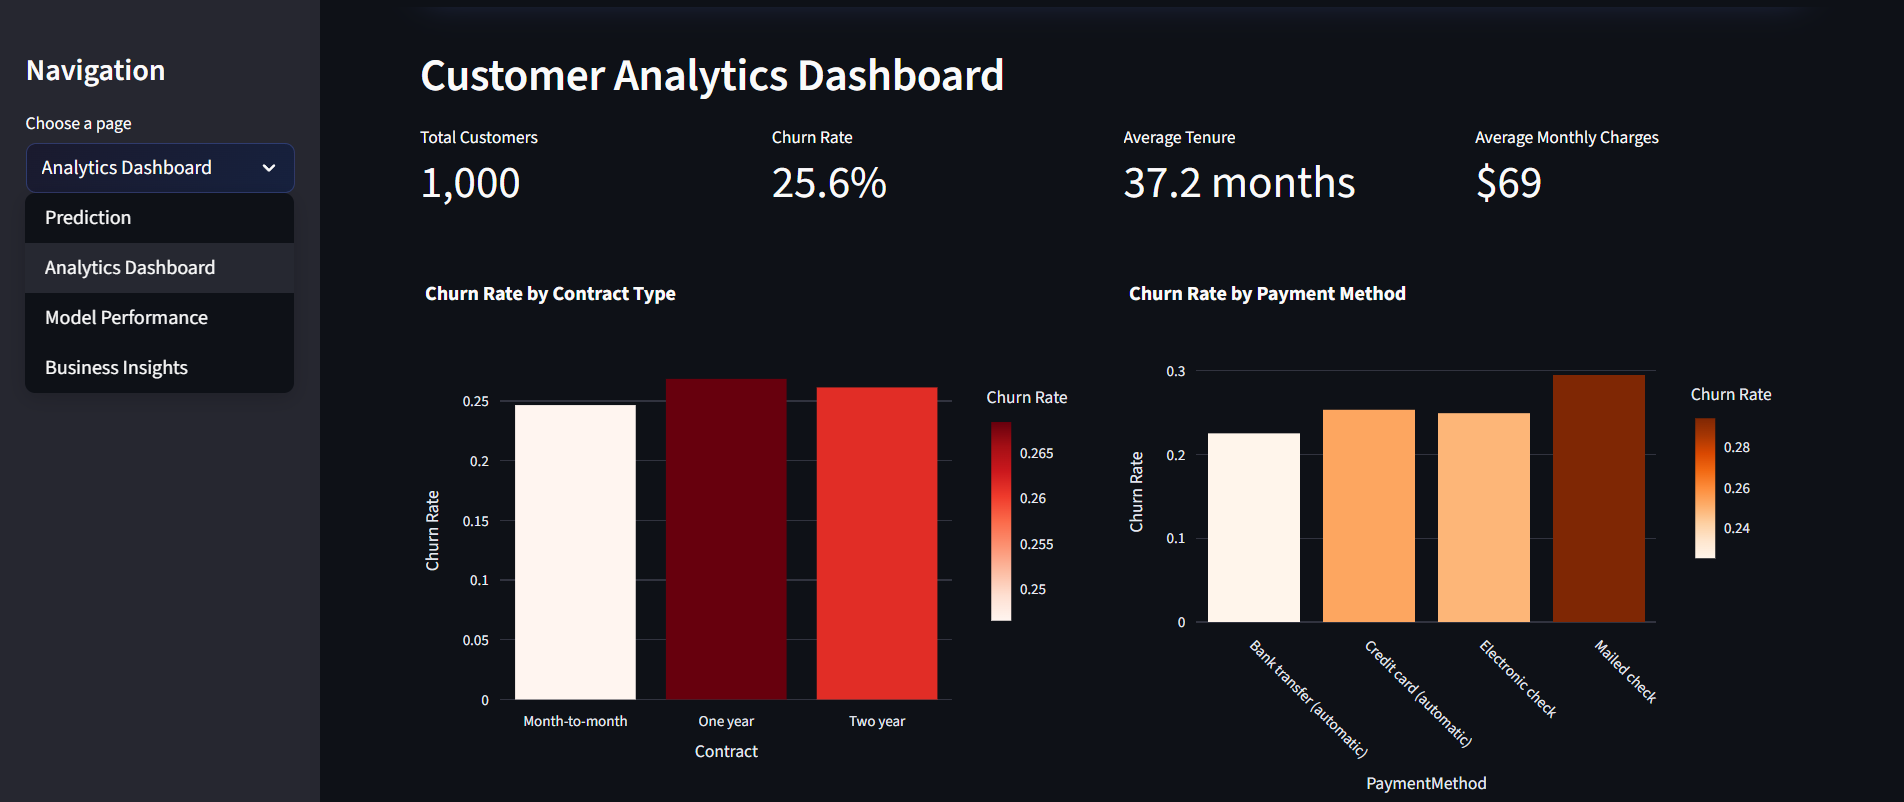 Navigation
Choose a page
Analytics Dashboard
Prediction
Analytics Dashboard
Model Performance
Business Insights
Customer Analytics Dashboard
Total Customers
1,000
Churn Rate
25.6%
Average Tenure
37.2 months
Average Monthly Charges
$69
Churn Rate by Contract Type
Churn Rate
0.25
0.2
0.15
0.1
0.05
0
Month-to-month
One year
Two year
Contract
Churn Rate
0.265
0.26
0.255
0.25
Churn Rate by Payment Method
Churn Rate
0.3
0.2
0.1
0
Bank transfer (automatic)
Credit card (automatic)
Electronic check
Mailed check
PaymentMethod
Churn Rate
0.28
0.26
0.24